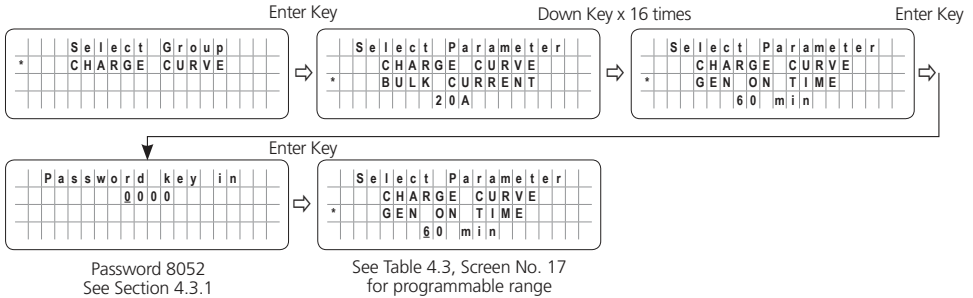 Enter Key
Down Key x 16 times
Enter Key
Select Group
* CHARGE CURVE
Select Parameter
CHARGE CURVE
* BULK CURRENT
20A
Select Parameter
CHARGE CURVE
* GEN ON TIME
60 min
Enter Key
Password key in
0000
Select Parameter
CHARGE CURVE
* GEN ON TIME
60 min
Password 8052
See Section 4.3.1
See Table 4.3, Screen No. 17
for programmable range